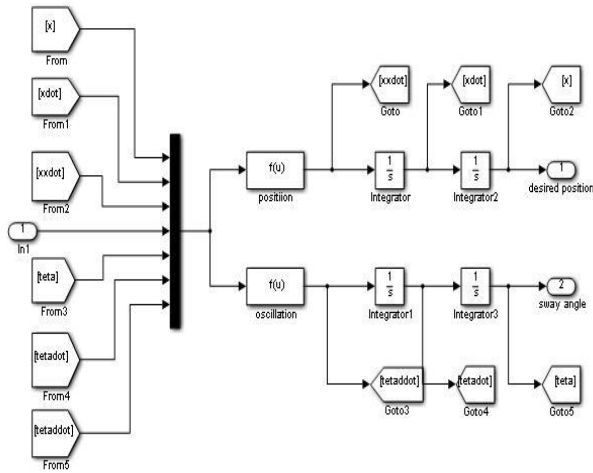 [x]
From
[xdot]
From1
[xxdot]
From2
1
In1
[teta]
From3
[tetadot]
From4
[tetaddot]
From5
f(u)
positiion
[xxdot]
Goto
1
s
Integrator
[xdot]
Goto1
1
s
Integrator2
[x]
Goto2
1
desired position
f(u)
oscillation
1
s
Integrator1
1
s
Integrator3
2
sway angle
[tetaddot]
Goto3
[tetadot]
Goto4
[teta]
Goto5